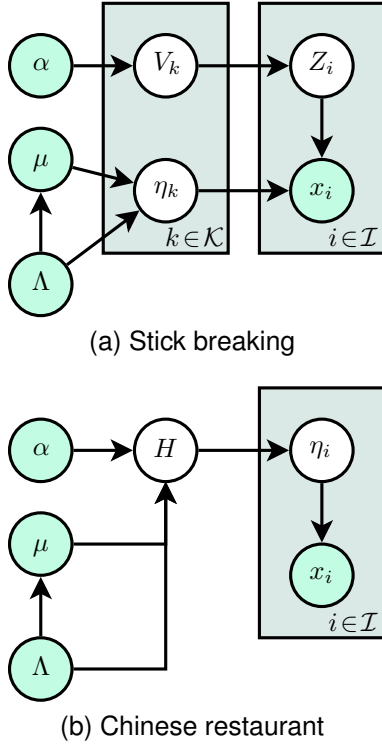 α
V_k
Z_i
μ
η_k
x_i
Λ
k∈𝒦
i∈ℐ
(a) Stick breaking
α
H
η_i
μ
x_i
Λ
i∈ℐ
(b) Chinese restaurant